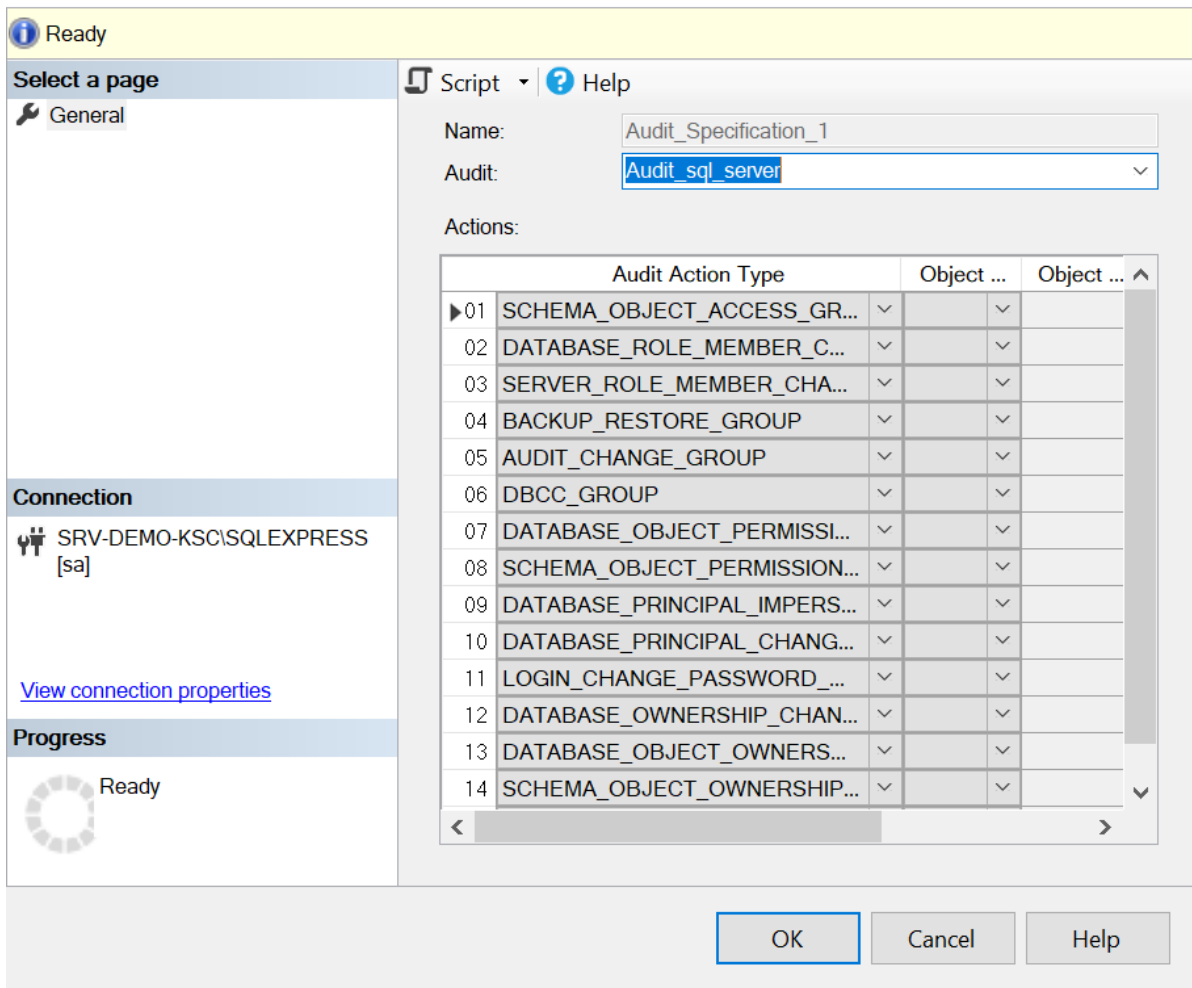 Ready
Select a page
General
Script
Help
Name:
Audit_Specification_1
Audit:
Audit_sql_server
Actions:
Audit Action Type Object ... Object ...
01 SCHEMA_OBJECT_ACCESS_GR...
02 DATABASE_ROLE_MEMBER_C...
03 SERVER_ROLE_MEMBER_CHA...
04 BACKUP_RESTORE_GROUP
05 AUDIT_CHANGE_GROUP
06 DBCC_GROUP
07 DATABASE_OBJECT_PERMISSI...
08 SCHEMA_OBJECT_PERMISSION...
09 DATABASE_PRINCIPAL_IMPERS...
10 DATABASE_PRINCIPAL_CHANG...
11 LOGIN_CHANGE_PASSWORD_...
12 DATABASE_OWNERSHIP_CHAN...
13 DATABASE_OBJECT_OWNERS...
14 SCHEMA_OBJECT_OWNERSHIP...
Connection
SRV-DEMO-KSC\SQLEXPRESS
[sa]
View connection properties
Progress
Ready
OK
Cancel
Help